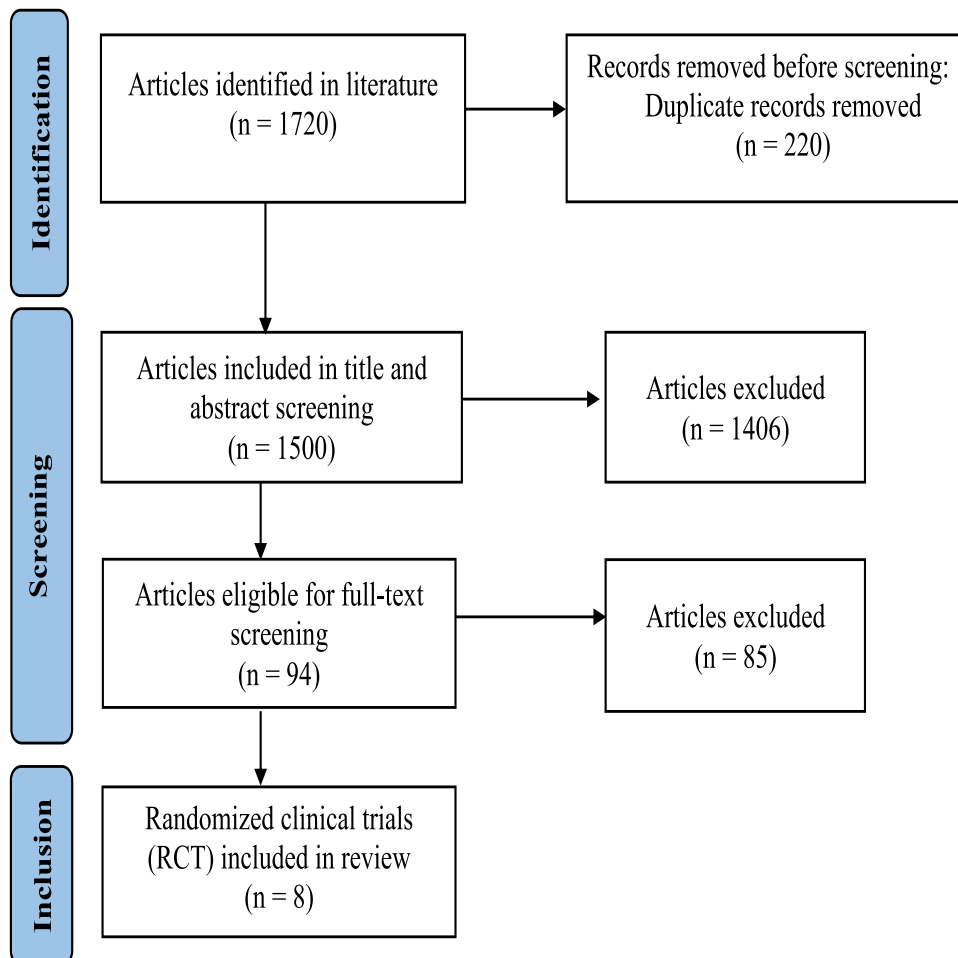 Identification
Articles identified in literature
(n = 1720)
Records removed before screening:
Duplicate records removed
(n = 220)
Screening
Articles included in title and
abstract screening
(n = 1500)
Articles excluded
(n = 1406)
Articles eligible for full-text
screening
(n = 94)
Articles excluded
(n = 85)
Inclusion
Randomized clinical trials
(RCT) included in review
(n = 8)